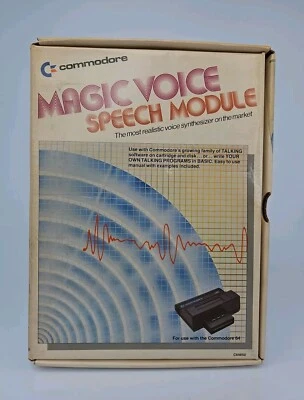 commodore
MAGIC VOICE
SPEECH MODULE
The most realistic voice synthesizer on the market
Use with Commodore's growing family of TALKING
software on cartridge and disk ... or ... write YOUR
OWN TALKING PROGRAMS IN BASIC. Easy to use
manual with examples included.
For use with the Commodore 64